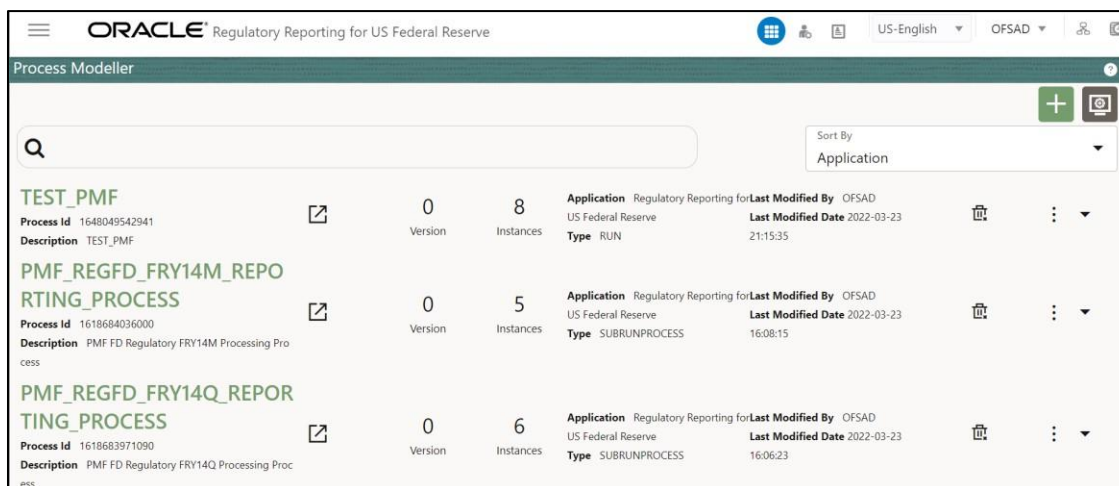 ORACLE® Regulatory Reporting for US Federal Reserve
US-English
OFSAD
Process Modeller
?
Sort By
Application
TEST_PMF
Process Id 1648049542941
Description TEST_PMF
0
Version
8
Instances
Application Regulatory Reporting for
US Federal Reserve
Type RUN
Last Modified By OFSAD
Last Modified Date 2022-03-23
21:15:35
PMF_REGFD_FRY14M_REPO
RTING_PROCESS
Process Id 1618684036000
Description PMF FD Regulatory FRY14M Processing Pro
cess
0
Version
5
Instances
Application Regulatory Reporting for
US Federal Reserve
Type SUBRUNPROCESS
Last Modified By OFSAD
Last Modified Date 2022-03-23
16:08:15
PMF_REGFD_FRY14Q_REPOR
TING_PROCESS
Process Id 1618683971090
Description PMF FD Regulatory FRY14Q Processing Proc
ess
0
Version
6
Instances
Application Regulatory Reporting for
US Federal Reserve
Type SUBRUNPROCESS
Last Modified By OFSAD
Last Modified Date 2022-03-23
16:06:23